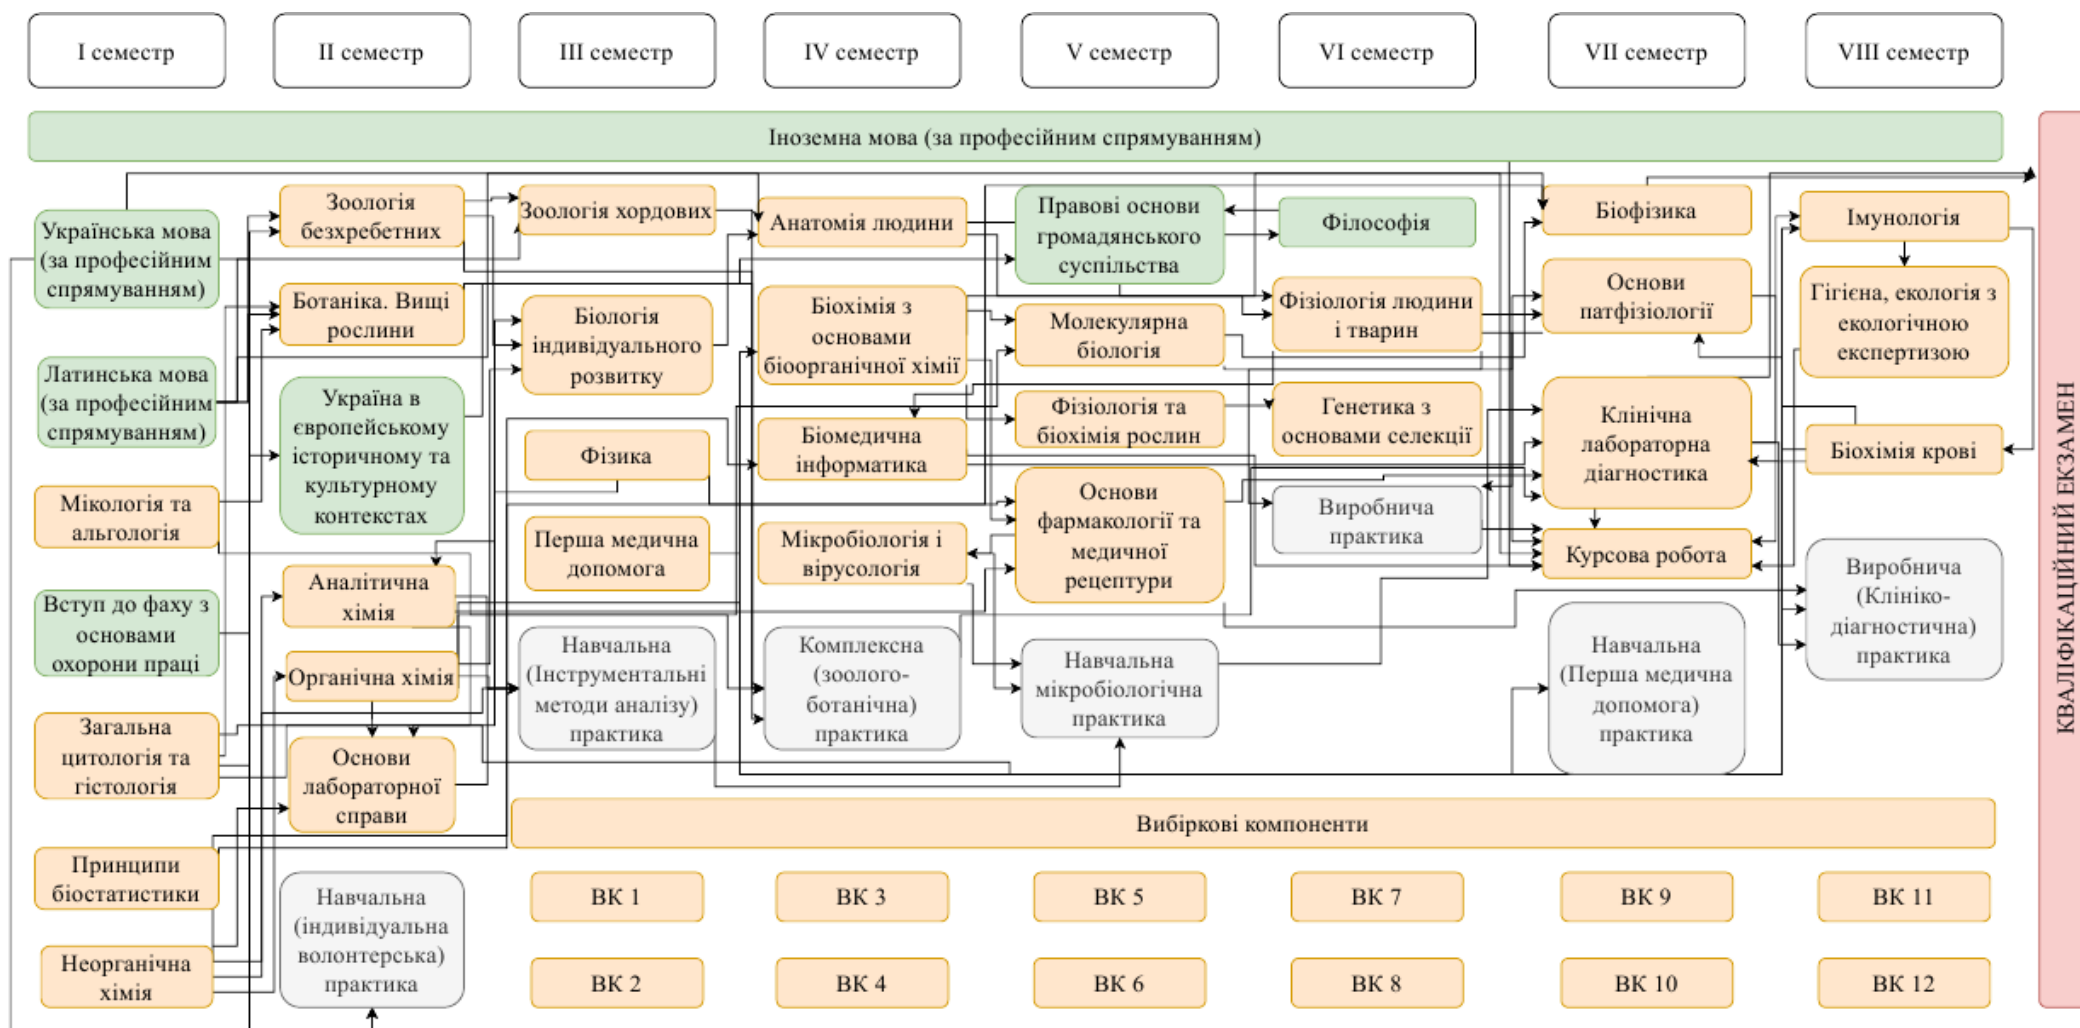 І семестр
ІІ семестр
ІІІ семестр
IV семестр
V семестр
VI семестр
VII семестр
VIII семестр
Іноземна мова (за професійним спрямуванням)
Українська мова
(за професійним
спрямуванням)
Латинська мова
(за професійним
спрямуванням)
Мікологія та
альгологія
Вступ до фаху з
основами
охорони праці
Загальна
цитологія та
гістологія
Принципи
біостатистики
Неорганічна
хімія
Зоологія
безхребетних
Ботаніка. Вищі
рослини
Україна в
європейському
історичному та
культурному
контекстах
Аналітична
хімія
Органічна хімія
Основи
лабораторної
справи
Навчальна
(індивідуальна
волонтерська)
практика
Зоологія хордових
Біологія
індивідуального
розвитку
Фізика
Перша медична
допомога
Навчальна
(Інструментальні
методи аналізу)
практика
Анатомія людини
Біохімія з
основами
біоорганічної хімії
Біомедична
інформатика
Мікробіологія і
вірусологія
Комплексна
(зоолого-
ботанічна)
практика
Правові основи
громадянського
суспільства
Молекулярна
біологія
Фізіологія та
біохімія рослин
Основи
фармакології та
медичної
рецептури
Навчальна
мікробіологічна
практика
Філософія
Фізіологія людини
і тварин
Генетика з
основами селекції
Виробнича
практика
Біофізика
Основи
патфізіології
Клінічна
лабораторна
діагностика
Курсова робота
Навчальна
(Перша медична
допомога)
практика
Імунологія
Гігієна, екологія з
екологічною
експертизою
Біохімія крові
Виробнича
(Клініко-
діагностична)
практика
КВАЛІФІКАЦІЙНИЙ ЕКЗАМЕН
Вибіркові компоненти
ВК 1
ВК 3
ВК 5
ВК 7
ВК 9
ВК 11
ВК 2
ВК 4
ВК 6
ВК 8
ВК 10
ВК 12